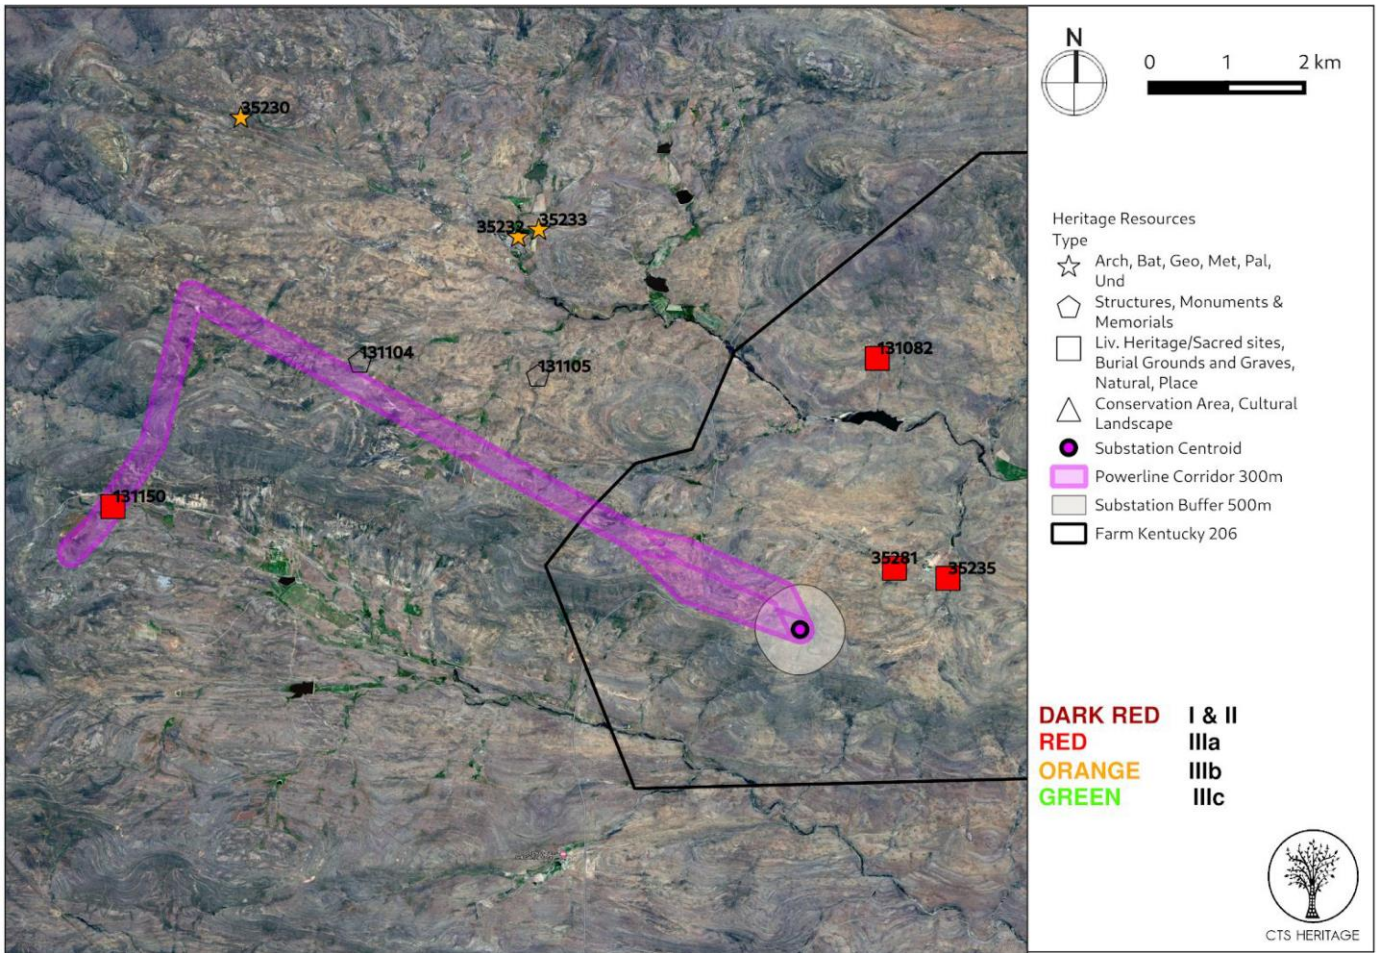 35230
35233
35232
131104
131105
131082
131150
35281
35235
N
0 1 2 km
Heritage Resources
Type
Arch, Bat, Geo, Met, Pal,
Und
Structures, Monuments &
Memorials
Liv. Heritage/Sacred sites,
Burial Grounds and Graves,
Natural, Place
Conservation Area, Cultural
Landscape
Substation Centroid
Powerline Corridor 300m
Substation Buffer 500m
Farm Kentucky 206
DARK RED I & II
RED IIIa
ORANGE IIIb
GREEN IIIc
CTS HERITAGE